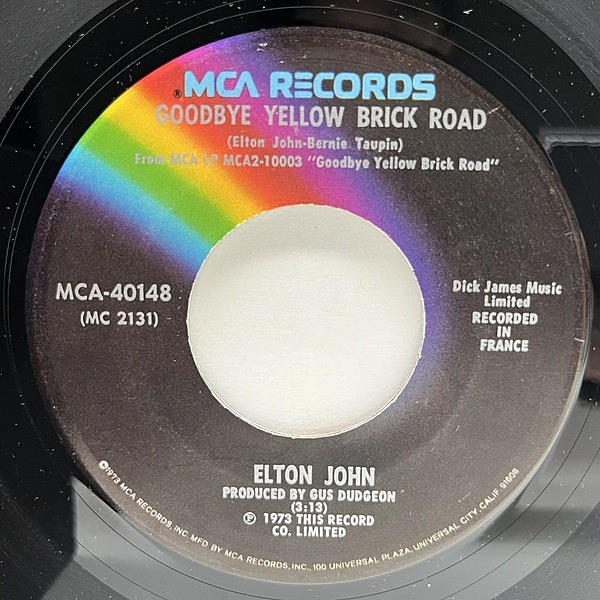 ®MCA RECORDS
GOODBYE YELLOW BRICK ROAD
(Elton John-Bernie Taupin)
From MCA LP MCA2-10003 "Goodbye Yellow Brick Road"
MCA-40148
(MC 2131)
Dick James Music
Limited
RECORDED
IN
FRANCE
ELTON JOHN
PRODUCED BY GUS DUDGEON
(3:13)
℗ 1973 THIS RECORD
CO. LIMITED
©1973 MCA RECORDS, INC. MFD BY MCA RECORDS, INC., 100 UNIVERSAL PLAZA, UNIVERSAL CITY, CALIF. 91608